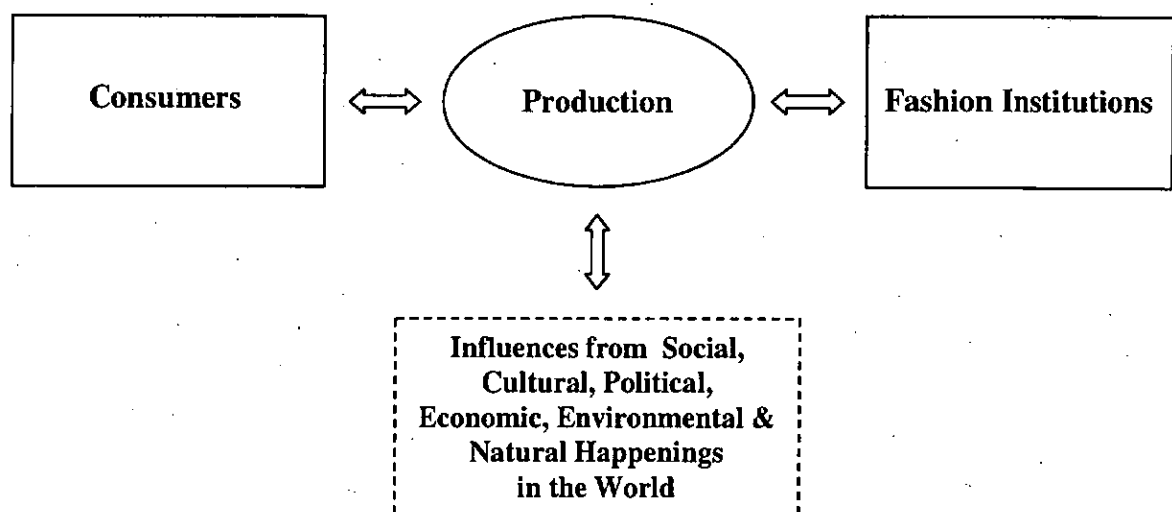 Consumers
Production
Fashion Institutions
Influences from Social,
Cultural, Political,
Economic, Environmental &
Natural Happenings
in the World